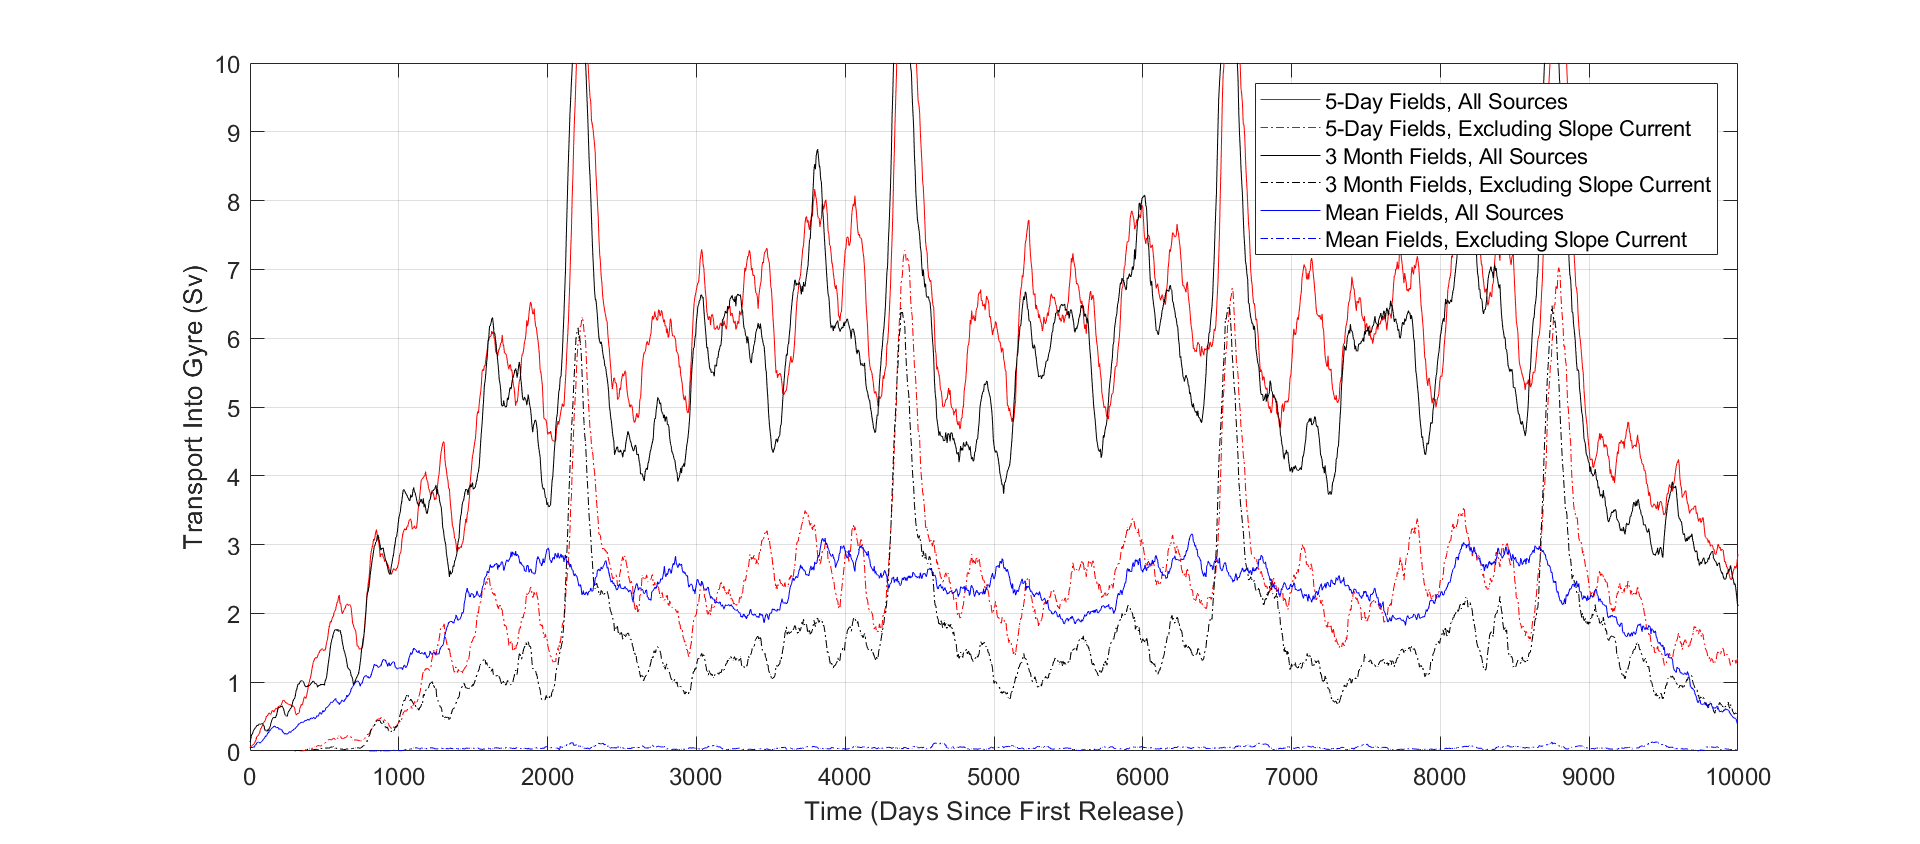 10
9
8
7
6
5
4
3
2
1
0
Transport Into Gyre (Sv)
5-Day Fields, All Sources
5-Day Fields, Excluding Slope Current
3 Month Fields, All Sources
3 Month Fields, Excluding Slope Current
Mean Fields, All Sources
Mean Fields, Excluding Slope Current
0 1000 2000 3000 4000 5000 6000 7000 8000 9000 10000
Time (Days Since First Release)